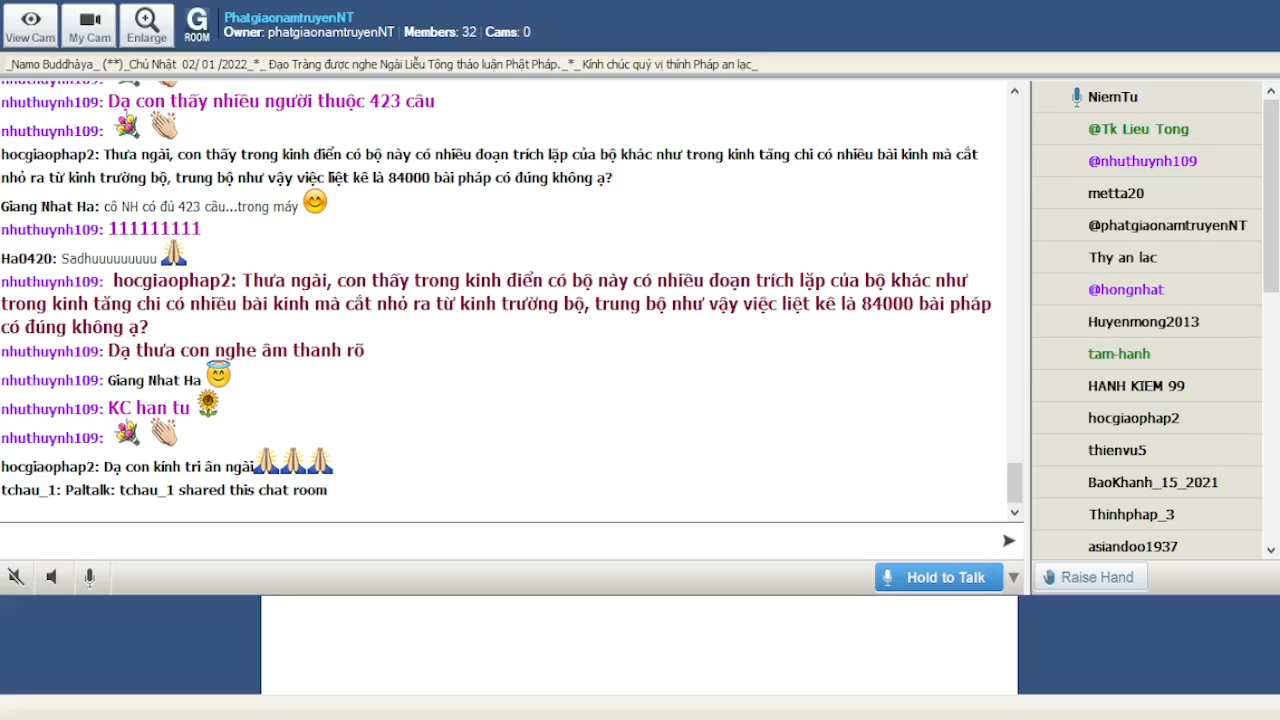 View Cam
My Cam
Enlarge
G
ROOM
PhatgiaonamtruyenNT
Owner: phatgiaonamtruyenNT | Members: 32 | Cams: 0
_Namo Buddhàya_ (**)_Chủ Nhật 02/ 01 /2022_*_ Đạo Tràng được nghe Ngài Liễu Tông thảo luận Phật Pháp._*_ Kính chúc quý vị thính Pháp an lạc_
nhuthuynh109:
nhuthuynh109: Dạ con thấy nhiều người thuộc 423 câu
nhuthuynh109:
hocgiaophap2: Thưa ngài, con thấy trong kinh điển có bộ này có nhiều đoạn trích lặp của bộ khác như trong kinh tăng chi có nhiều bài kinh mà cắt
nhỏ ra từ kinh trường bộ, trung bộ như vậy việc liệt kê là 84000 bài pháp có đúng không ạ?
Giang Nhat Ha: cô NH có đủ 423 câu...trong máy
nhuthuynh109: 111111111
Ha0420: Sadhuuuuuuuuu
nhuthuynh109: hocgiaophap2: Thưa ngài, con thấy trong kinh điển có bộ này có nhiều đoạn trích lặp của bộ khác như
trong kinh tăng chi có nhiều bài kinh mà cắt nhỏ ra từ kinh trường bộ, trung bộ như vậy việc liệt kê là 84000 bài pháp
có đúng không ạ?
nhuthuynh109: Dạ thưa con nghe âm thanh rõ
nhuthuynh109: Giang Nhat Ha
nhuthuynh109: KC han tu
nhuthuynh109:
hocgiaophap2: Dạ con kính tri ân ngài
tchau_1: Paltalk: tchau_1 shared this chat room
NiemTu
@Tk Lieu Tong
@nhuthuynh109
metta20
@phatgiaonamtruyenNT
Thy an lac
@hongnhat
Huyenmong2013
tam-hanh
HANH KIEM 99
hocgiaophap2
thienvu5
BaoKhanh_15_2021
Thinhphap_3
asiandoo1937
Hold to Talk
Raise Hand